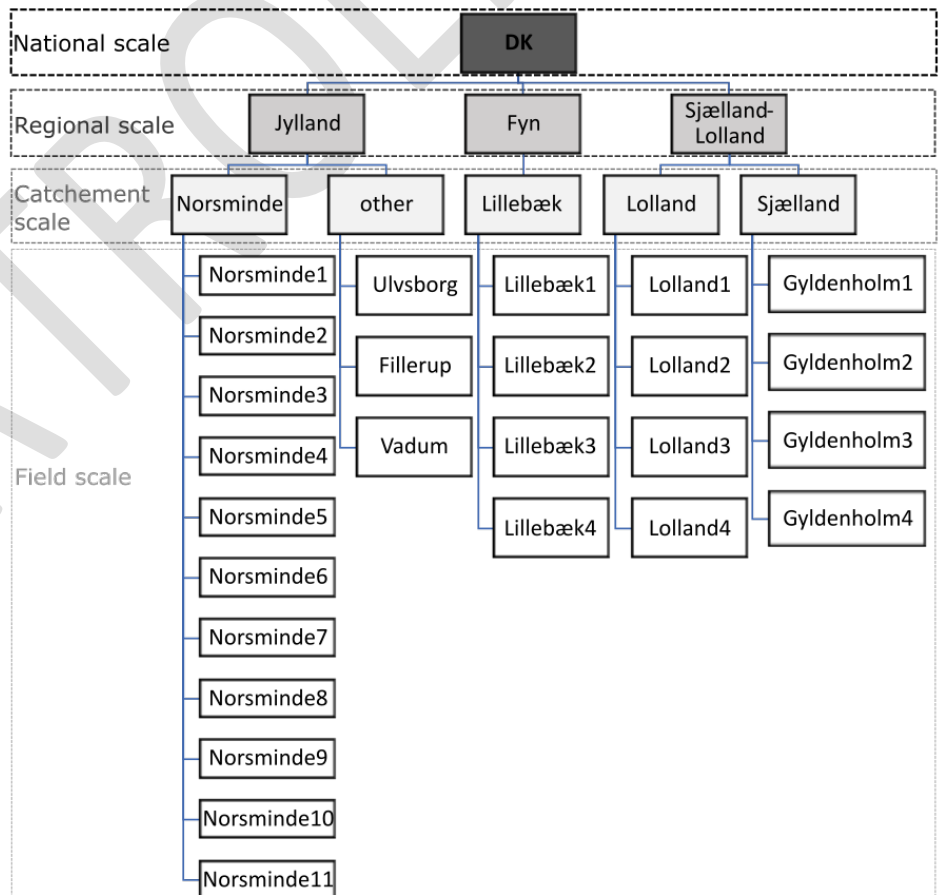 National scale
DK
Regional scale
Jylland
Fyn
Sjælland-
Lolland
Catchement
scale
Norsminde
other
Lillebæk
Lolland
Sjælland
Field scale
Norsminde1
Norsminde2
Norsminde3
Norsminde4
Norsminde5
Norsminde6
Norsminde7
Norsminde8
Norsminde9
Norsminde10
Norsminde11
Ulvsborg
Fillerup
Vadum
Lillebæk1
Lillebæk2
Lillebæk3
Lillebæk4
Lolland1
Lolland2
Lolland3
Lolland4
Gyldenholm1
Gyldenholm2
Gyldenholm3
Gyldenholm4